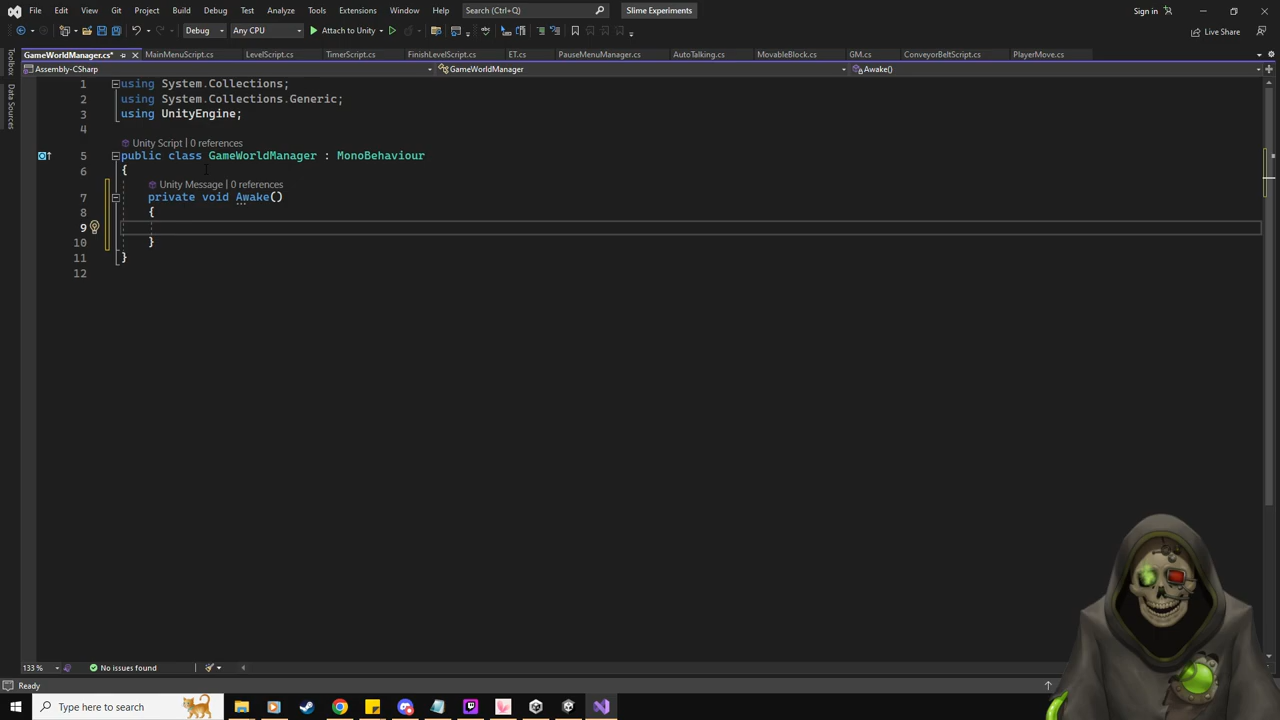 File Edit View Git Project Build Debug Test Analyze Tools Extensions Window Help Search (Ctrl+Q) Slime Experiments Sign in
Debug Any CPU Attach to Unity Live Share
GameWorldManager.cs* MainMenuScript.cs LevelScript.cs TimerScript.cs FinishLevelScript.cs ET.cs PauseMenuManager.cs AutoTalking.cs MovableBlock.cs GM.cs ConveyorBeltScript.cs PlayerMove.cs
Toolbox
Data Sources
Assembly-CSharp GameWorldManager Awake()
1 using System.Collections;
2 using System.Collections.Generic;
3 using UnityEngine;
4
Unity Script | 0 references
5 public class GameWorldManager : MonoBehaviour
6 {
Unity Message | 0 references
7 private void Awake()
8 {
9
10 }
11 }
12
133 % No issues found
Ready
Type here to search